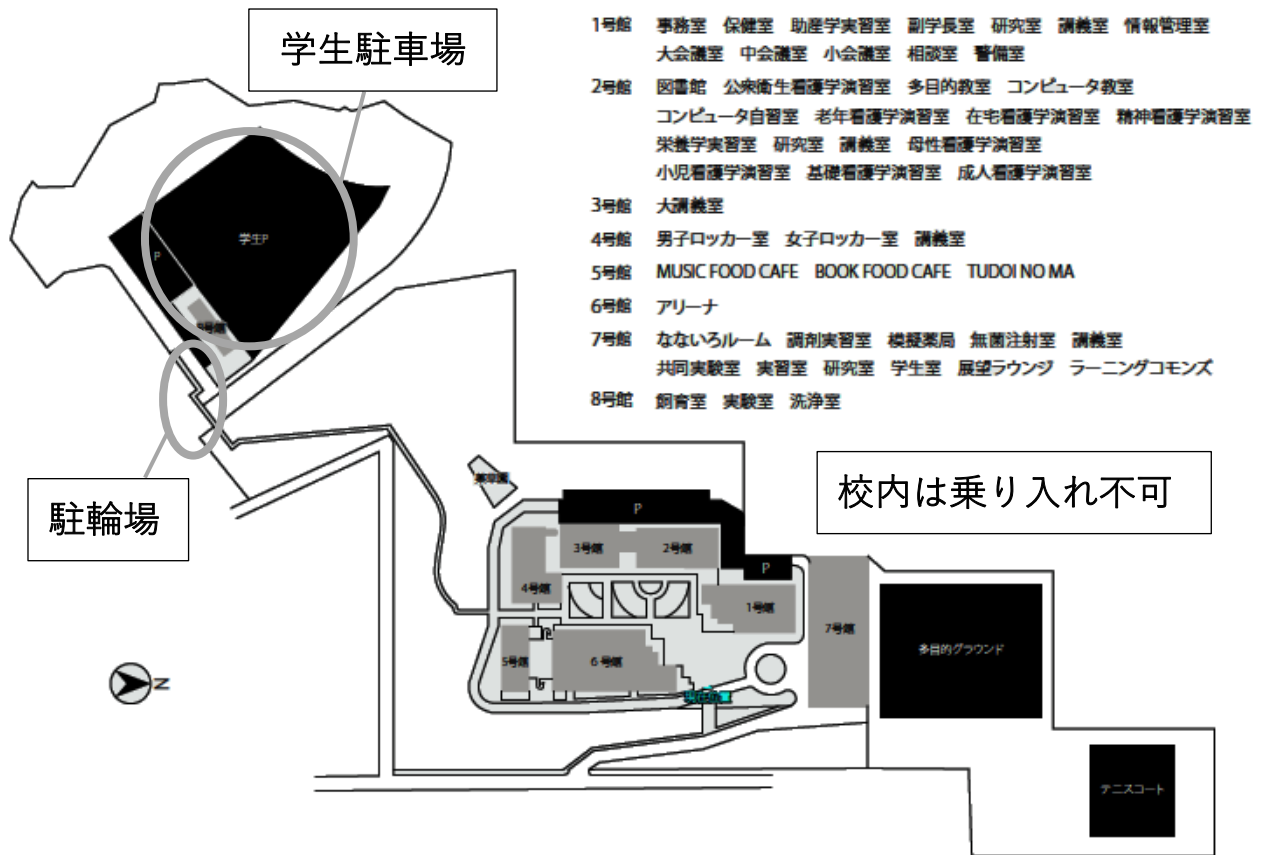 学生駐車場
1号館 事務室 保健室 助産学実習室 副学長室 研究室 講義室 情報管理室
大会議室 中会議室 小会議室 相談室 警備室
2号館 図書館 公衆衛生看護学演習室 多目的教室 コンピュータ教室
コンピュータ自習室 老年看護学演習室 在宅看護学演習室 精神看護学演習室
栄養学実習室 研究室 講義室 母性看護学演習室
小児看護学演習室 基礎看護学演習室 成人看護学演習室
3号館 大講義室
4号館 男子ロッカー室 女子ロッカー室 講義室
5号館 MUSIC FOOD CAFE BOOK FOOD CAFE TUDOI NO MA
6号館 アリーナ
7号館 なないろルーム 調剤実習室 模擬薬局 無菌注射室 講義室
共同実験室 実習室 研究室 学生室 展望ラウンジ ラーニングコモンズ
8号館 飼育室 実験室 洗浄室
学生P
P
8号館
駐輪場
校内は乗り入れ不可
薬草園
P
3号館
2号館
P
4号館
1号館
7号館
多目的グラウンド
5号館
6号館
N
テニスコート